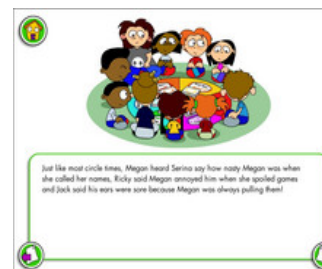 Just like most circle times, Megan heard Serina say how nasty Megan was when
she called her names, Ricky said Megan annoyed him when she spoiled games
and Jack said his ears were sore because Megan was always pulling them!